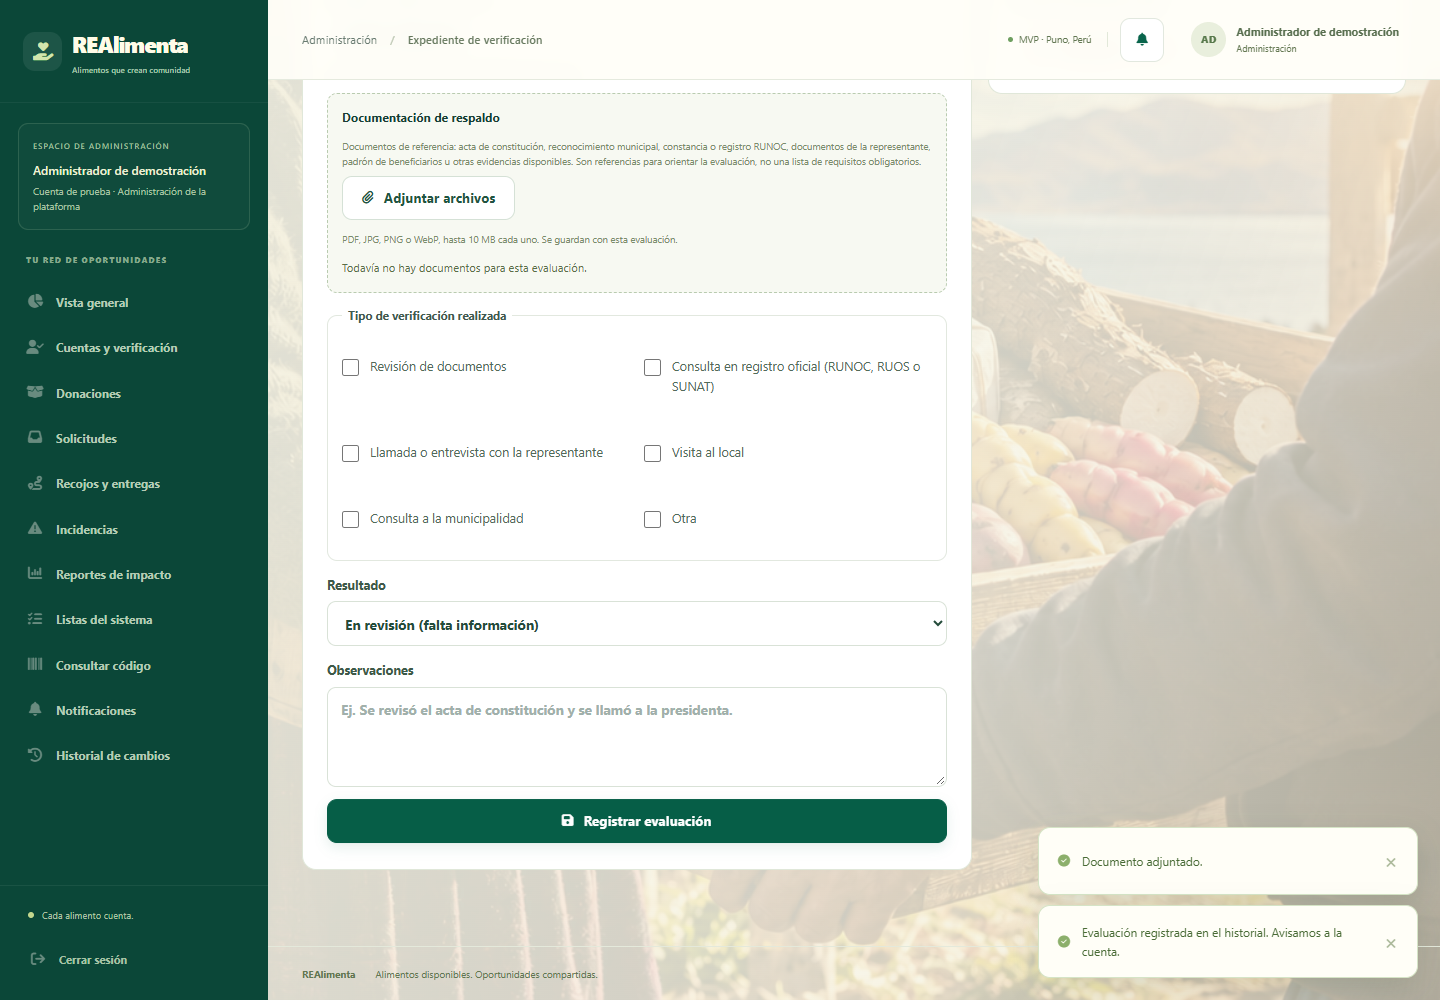 REAlimenta
Alimentos que crean comunidad
ESPACIO DE ADMINISTRACIÓN
Administrador de demostración
Cuenta de prueba · Administración de la
plataforma
TU RED DE OPORTUNIDADES
Vista general
Cuentas y verificación
Donaciones
Solicitudes
Recojos y entregas
Incidencias
Reportes de impacto
Listas del sistema
Consultar código
Notificaciones
Historial de cambios
Cada alimento cuenta.
Cerrar sesión
Administración / Expediente de verificación
MVP · Puno, Perú
AD
Administrador de demostración
Administración
Documentación de respaldo
Documentos de referencia: acta de constitución, reconocimiento municipal, constancia o registro RUNOC, documentos de la representante,
padrón de beneficiarios u otras evidencias disponibles. Son referencias para orientar la evaluación, no una lista de requisitos obligatorios.
Adjuntar archivos
PDF, JPG, PNG o WebP, hasta 10 MB cada uno. Se guardan con esta evaluación.
Todavía no hay documentos para esta evaluación.
Tipo de verificación realizada
Revisión de documentos
Consulta en registro oficial (RUNOC, RUOS o
SUNAT)
Llamada o entrevista con la representante
Visita al local
Consulta a la municipalidad
Otra
Resultado
En revisión (falta información)
Observaciones
Ej. Se revisó el acta de constitución y se llamó a la presidenta.
Registrar evaluación
Documento adjuntado.
Evaluación registrada en el historial. Avisamos a la
cuenta.
REAlimenta
Alimentos disponibles. Oportunidades compartidas.